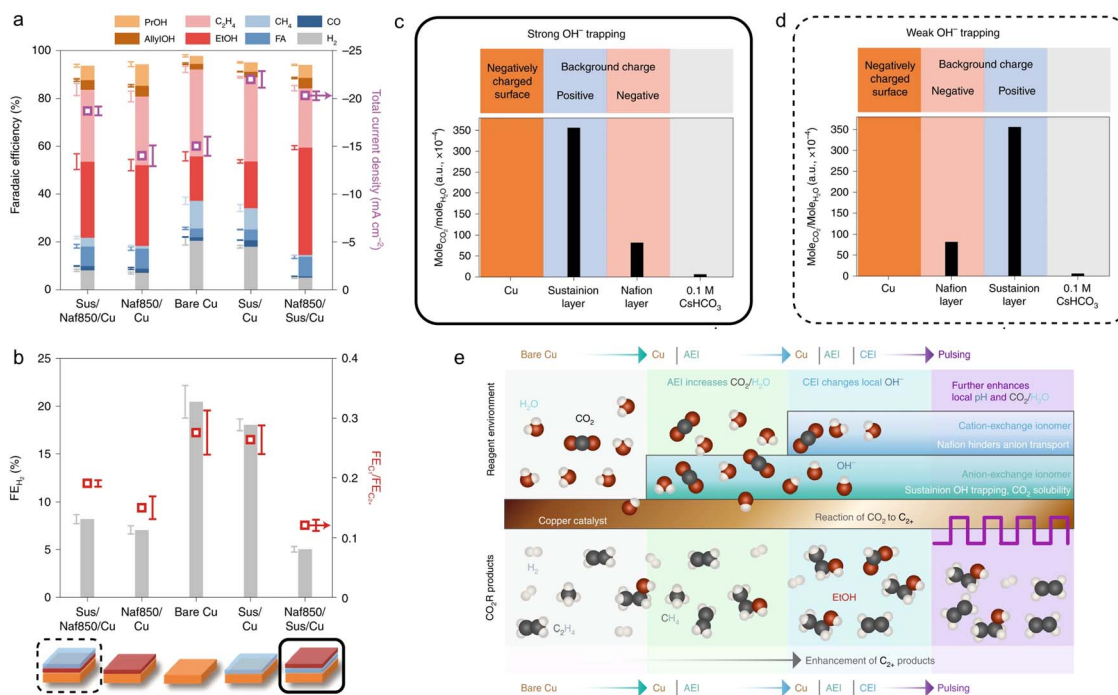 a
PrOH
C₂H₄
CH₄
CO
AllylOH
EtOH
FA
H₂
100
80
60
40
20
0
Faradaic efficiency (%)
−25
−20
−15
−10
−5
0
Total current density (mA cm⁻²)
Sus/
Naf850/Cu
Naf850/
Cu
Bare Cu
Sus/
Cu
Naf850/
Sus/Cu
b
25
20
15
10
5
0
FE_H₂ (%)
0.4
0.3
0.2
0.1
0
FE_C₁/FE_C₂₊
Sus/
Naf850/Cu
Naf850/
Cu
Bare Cu
Sus/
Cu
Naf850/
Sus/Cu
c
Strong OH⁻ trapping
Negatively
charged
surface
Background charge
Positive
Negative
350
300
250
200
150
100
50
0
Mole_CO₂/mole_H₂O (a.u., ×10⁻⁴)
Cu
Sustainion
layer
Nafion
layer
0.1 M
CsHCO₃
d
Weak OH⁻ trapping
Negatively
charged
surface
Background charge
Negative
Positive
350
300
250
200
150
100
50
0
Mole_CO₂/Mole_H₂O (a.u., ×10⁻⁴)
Cu
Nafion
layer
Sustainion
layer
0.1 M
CsHCO₃
e
Bare Cu
Cu
AEI
Cu
AEI
CEI
Pulsing
Reagent environment
H₂O
CO₂
AEI increases CO₂/H₂O
CEI changes local OH⁻
Further enhances
local pH and CO₂/H₂O
Cation-exchange ionomer
Nafion hinders anion transport
OH⁻
Anion-exchange ionomer
Sustainion OH trapping, CO₂ solubility
Copper catalyst
Reaction of CO₂ to C₂₊
CO₂R products
H₂
C₂H₄
CH₄
EtOH
Enhancement of C₂₊ products
Bare Cu
Cu
AEI
Cu
AEI
CEI
Pulsing